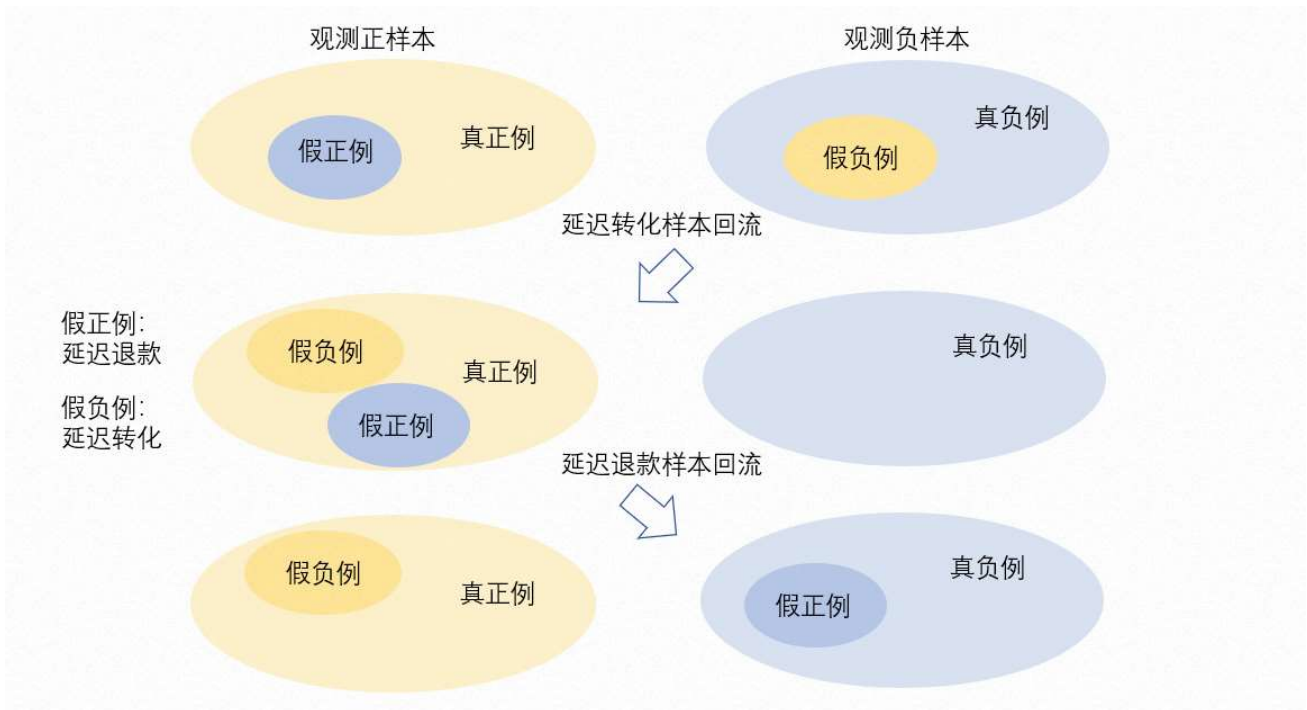 观测正样本
观测负样本
假正例
真正例
假负例
真负例
延迟转化样本回流
假正例：
延迟退款
假负例：
延迟转化
假负例
真正例
假正例
真负例
延迟退款样本回流
假负例
真正例
假正例
真负例